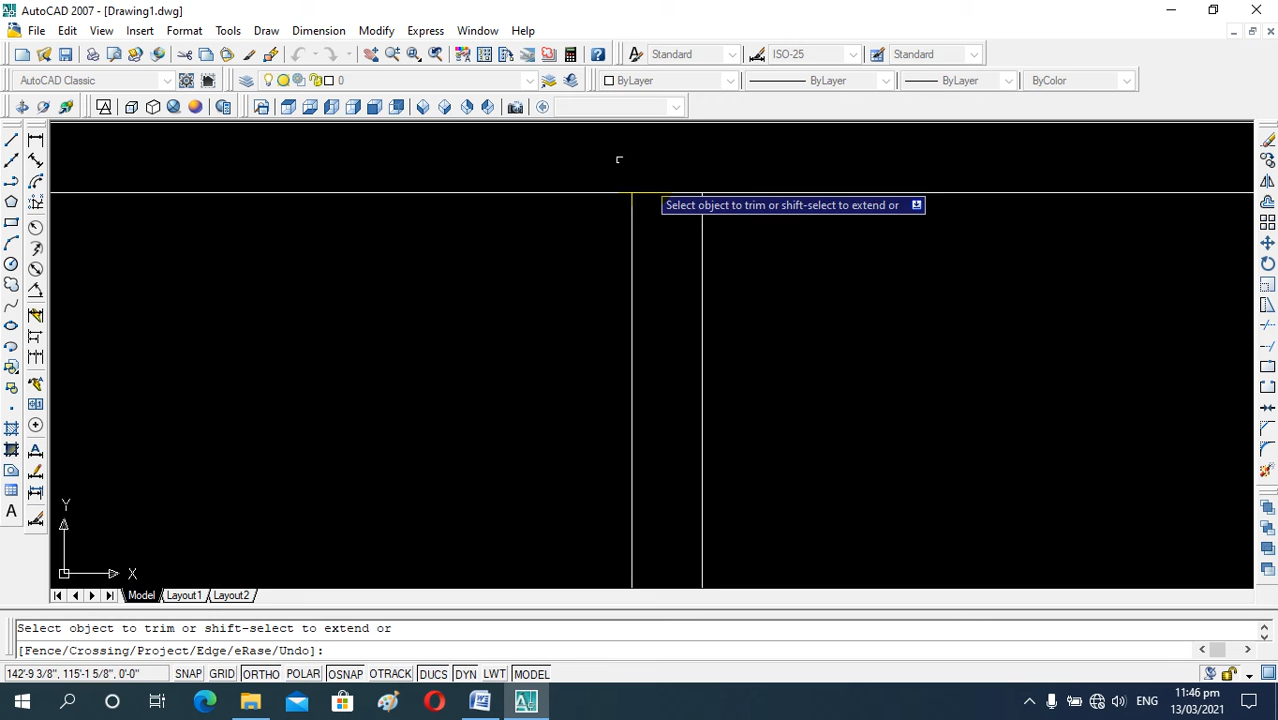 AutoCAD 2007 - [Drawing1.dwg]
File Edit View Insert Format Tools Draw Dimension Modify Express Window Help
Standard ISO-25 Standard
AutoCAD Classic 0 ByLayer ByLayer ByLayer ByColor
Select object to trim or shift-select to extend or
Y
X
A
Model Layout1 Layout2
Select object to trim or shift-select to extend or
[Fence/Crossing/Project/Edge/eRase/Undo]:
142'-9 3/8", 115'-1 5/8", 0'-0" SNAP GRID ORTHO POLAR OSNAP OTRACK DUCS DYN LWT MODEL
ENG 11:46 pm
13/03/2021